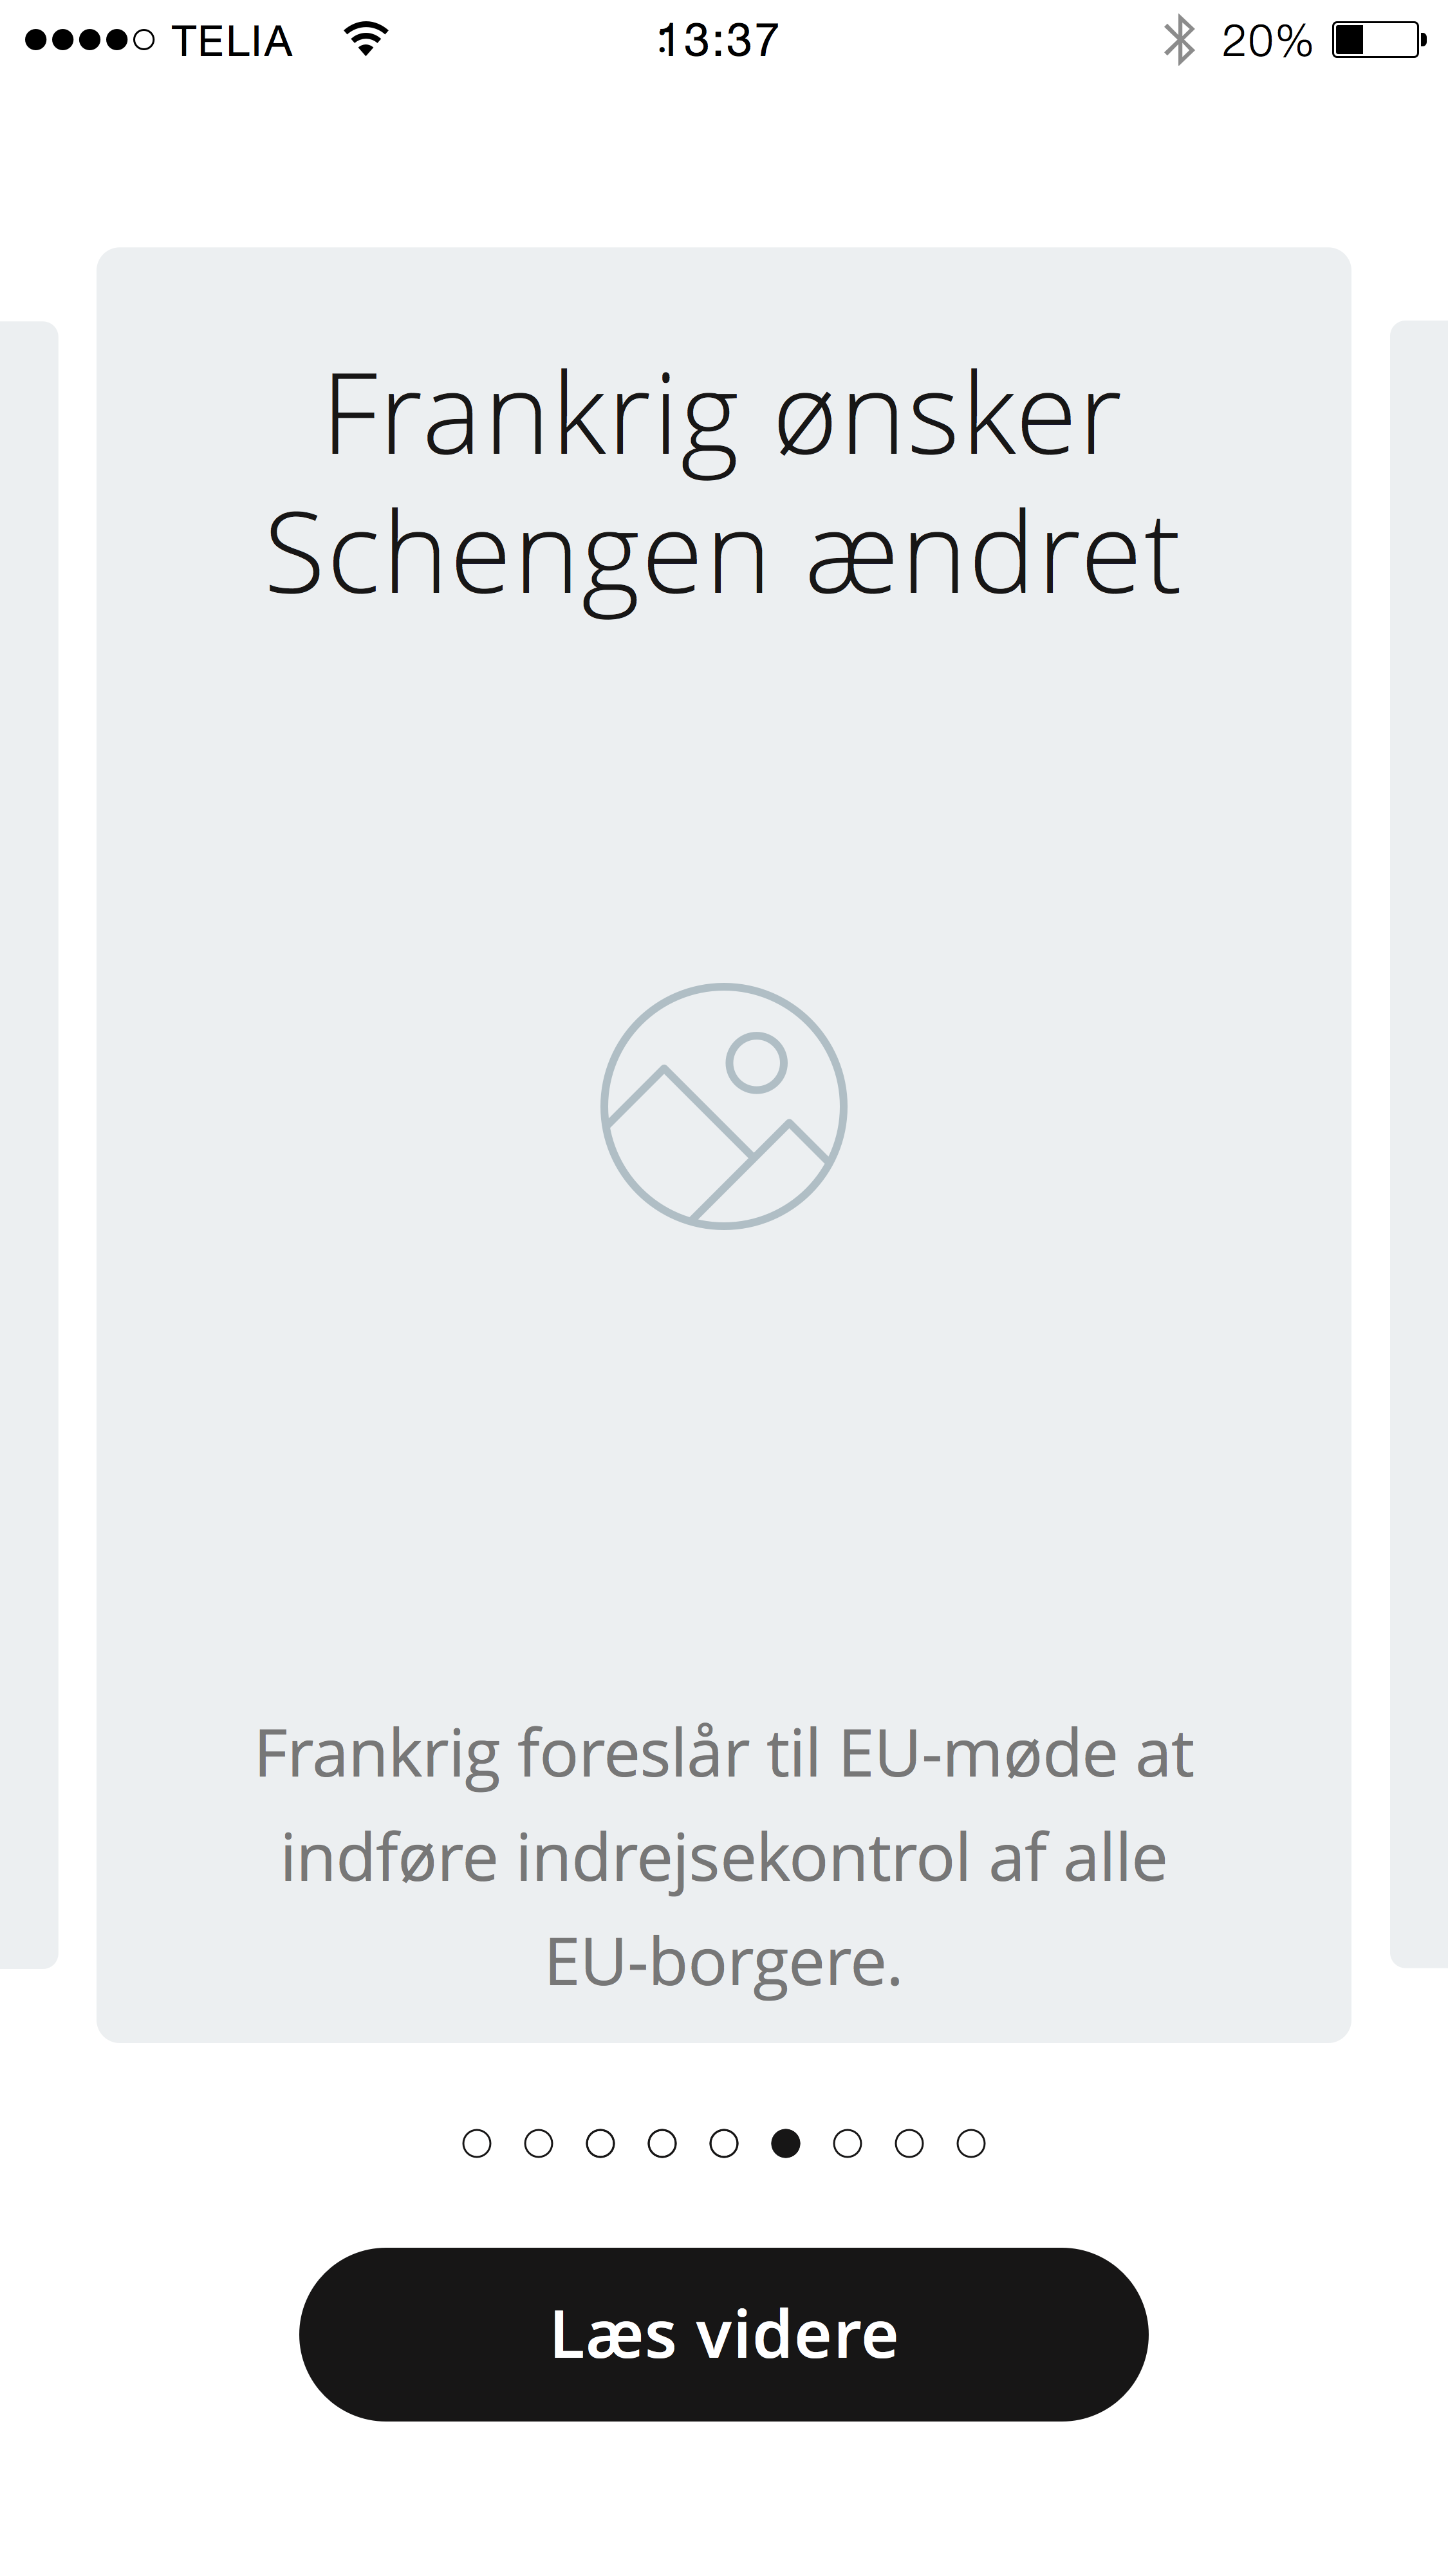 TELIA 13:37 20%
Frankrig ønsker
Schengen ændret
Frankrig foreslår til EU-møde at
indføre indrejsekontrol af alle
EU-borgere.
Læs videre